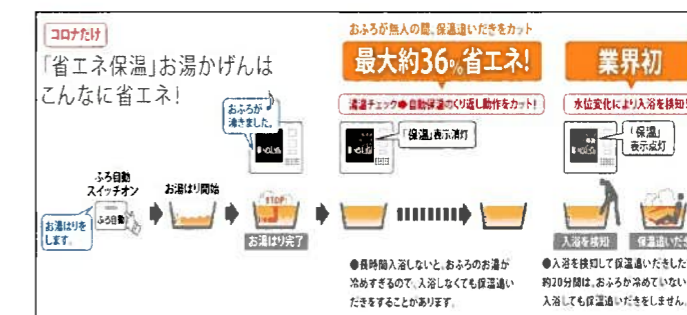 コロナだけ
「省エネ保温」お湯かげんは
こんなに省エネ!
おふろが無人の間、保温追いだきをカット
最大約36%省エネ!
業界初
湯温チェック➡自動保温のくり返し動作をカット!
水位変化により入浴を検知!
おふろが
沸きました。
「保温」表示消灯
「保温」
表示点灯
ふろ自動
スイッチオン
お湯はり開始
ふろ自動
お湯はりを
します。
STOP
お湯はり完了
入浴を検知
保温追いだき
●長時間入浴しないと、おふろのお湯が
冷めすぎるので、入浴しなくても保温追い
だきをすることがあります。
●入浴を検知して保温追いだきした
約20分間は、おふろが冷めていない
入浴しても保温追いだきをしません。